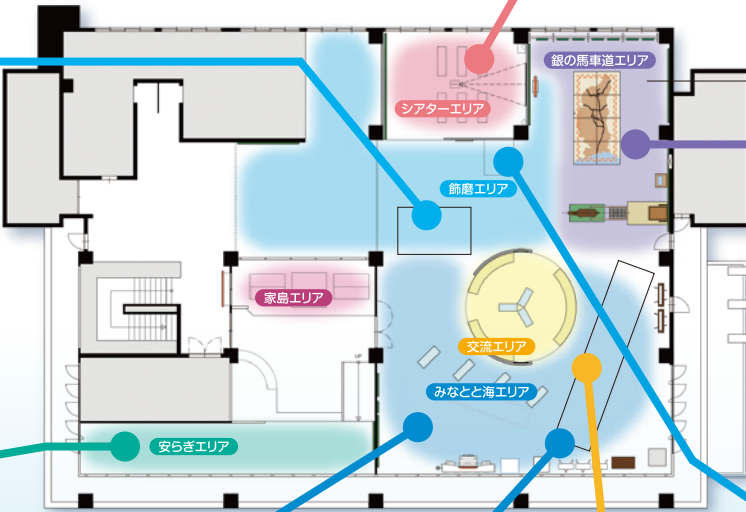 銀の馬車道エリア
シアターエリア
飾磨エリア
家島エリア
交流エリア
UP
みなとと海エリア
安らぎエリア